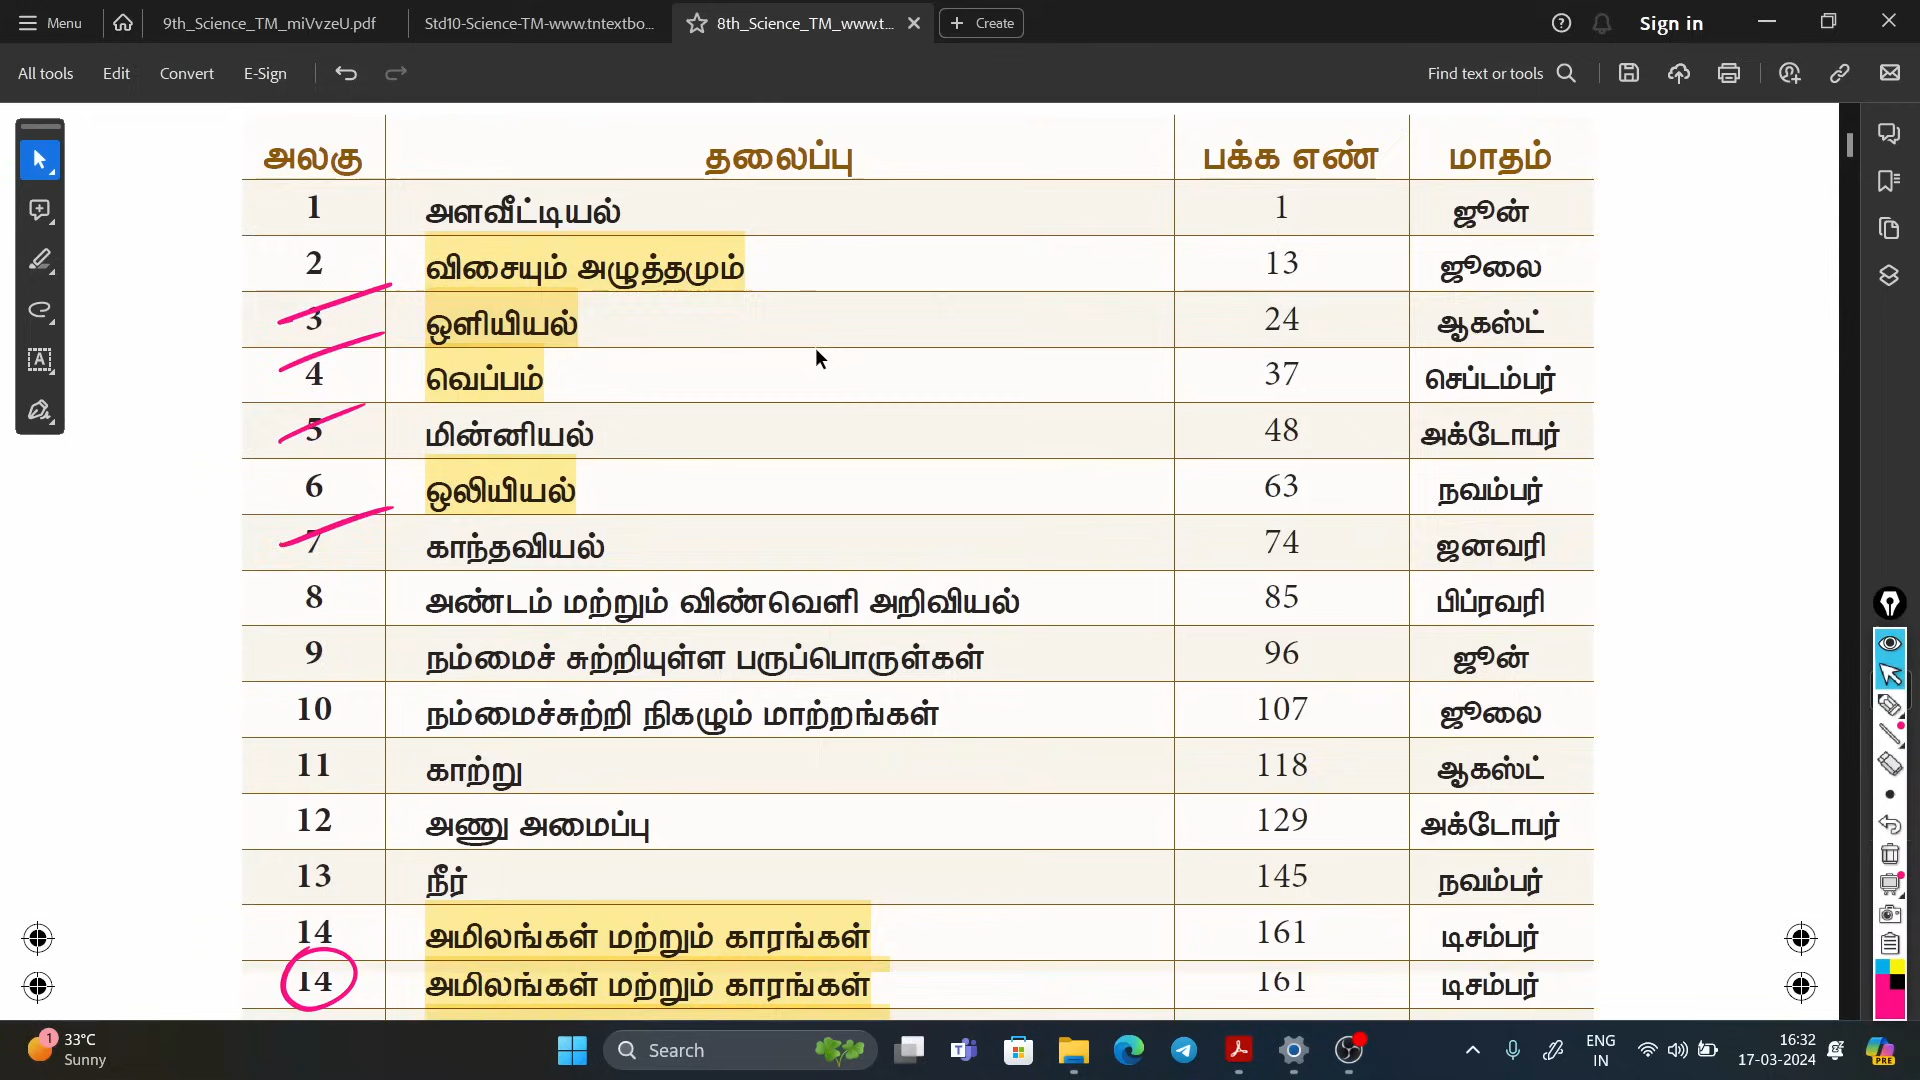 Menu 9th_Science_TM_miVvzeU.pdf Std10-Science-TM-www.tntextbo... 8th_Science_TM_www.t... Create Sign in
All tools Edit Convert E-Sign Find text or tools
அலகு தலைப்பு பக்க எண் மாதம்
1 அளவீட்டியல் 1 ஜூன்
2 விசையும் அழுத்தமும் 13 ஜூலை
3 ஒளியியல் 24 ஆகஸ்ட்
4 வெப்பம் 37 செப்டம்பர்
5 மின்னியல் 48 அக்டோபர்
6 ஒலியியல் 63 நவம்பர்
7 காந்தவியல் 74 ஜனவரி
8 அண்டம் மற்றும் விண்வெளி அறிவியல் 85 பிப்ரவரி
9 நம்மைச் சுற்றியுள்ள பருப்பொருள்கள் 96 ஜூன்
10 நம்மைச்சுற்றி நிகழும் மாற்றங்கள் 107 ஜூலை
11 காற்று 118 ஆகஸ்ட்
12 அணு அமைப்பு 129 அக்டோபர்
13 நீர் 145 நவம்பர்
14 அமிலங்கள் மற்றும் காரங்கள் 161 டிசம்பர்
14 அமிலங்கள் மற்றும் காரங்கள் 161 டிசம்பர்
1 33°C Sunny Search ENG IN 16:32 17-03-2024 PRE